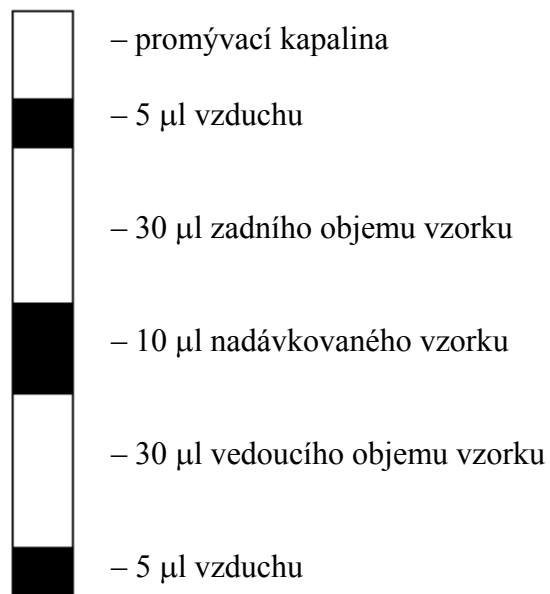 – promývací kapalina
– 5 μl vzduchu
– 30 μl zadního objemu vzorku
– 10 μl nadávkovaného vzorku
– 30 μl vedoucího objemu vzorku
– 5 μl vzduchu